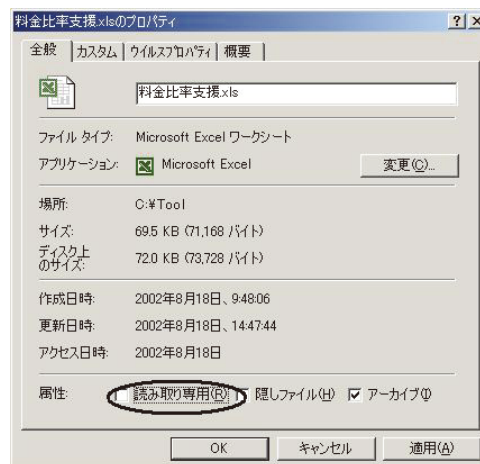 料金比率支援.xlsのプロパティ
全般 カスタム ウイルスプロパティ 概要
料金比率支援.xls
ファイル タイプ: Microsoft Excel ワークシート
アプリケーション: Microsoft Excel 変更(C)...
場所: C:¥Tool
サイズ: 69.5 KB (71,168 バイト)
ディスク上
のサイズ: 72.0 KB (73,728 バイト)
作成日時: 2002年8月18日、9:48:06
更新日時: 2002年8月18日、14:47:44
アクセス日時: 2002年8月18日
属性: 読み取り専用(R) 隠しファイル(H) アーカイブ(I)
OK キャンセル 適用(A)